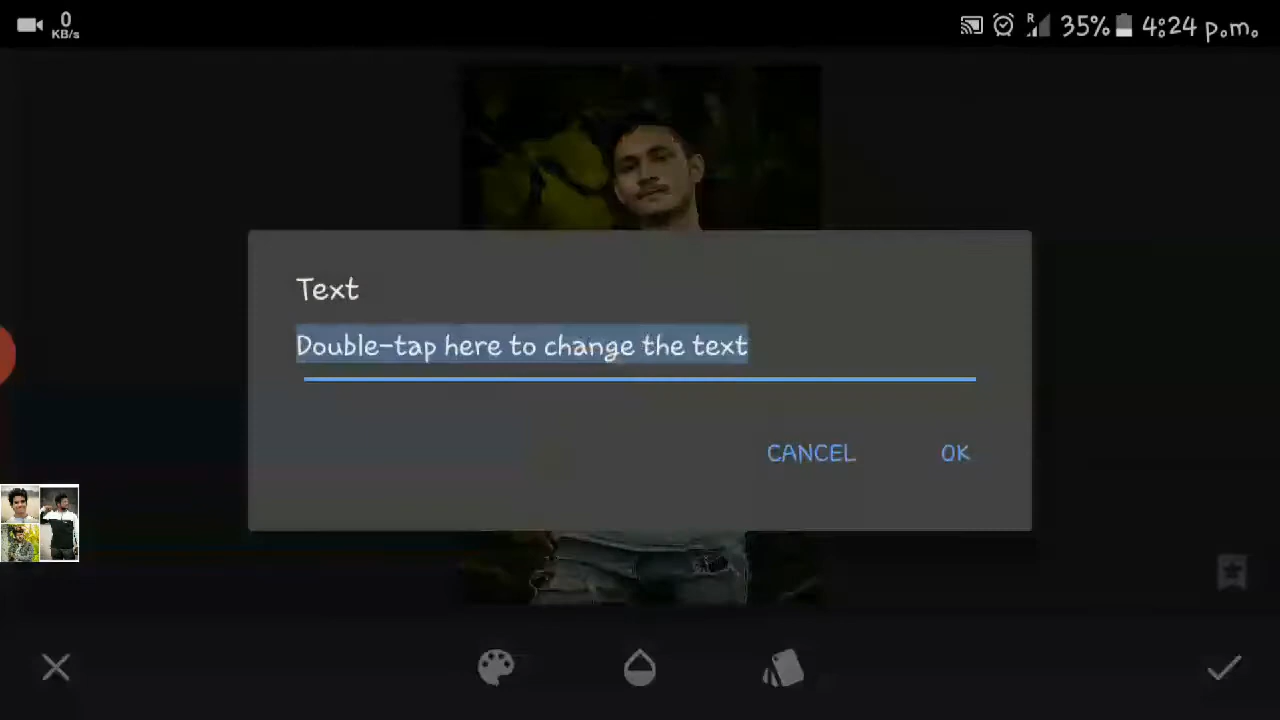 0
KB/s
R
35%
4:24 p.m.
Text
Double-tap here to change the text
CANCEL
OK